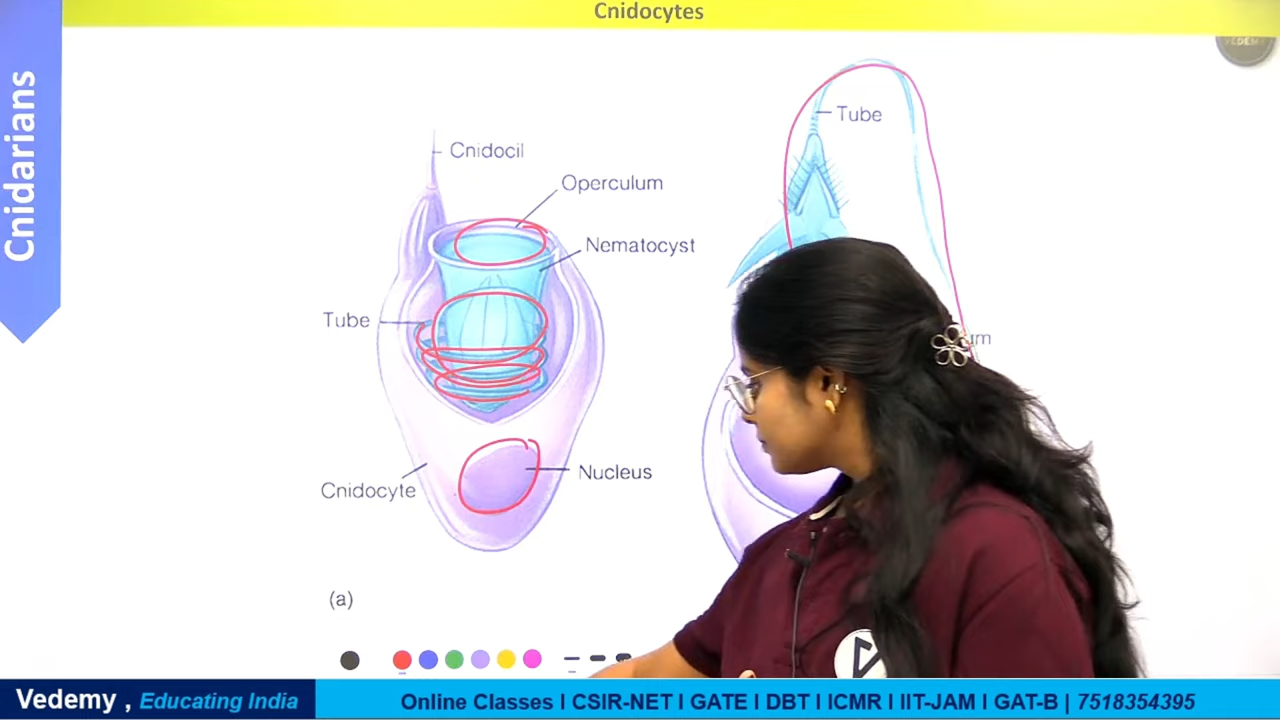 Cnidocytes
Cnidarians
VEDEMY
Tube
Cnidocil
Operculum
Nematocyst
Tube
Nucleus
Cnidocyte
(a)
Vedemy , Educating India
Online Classes I CSIR-NET I GATE I DBT I ICMR I IIT-JAM I GAT-B | 7518354395